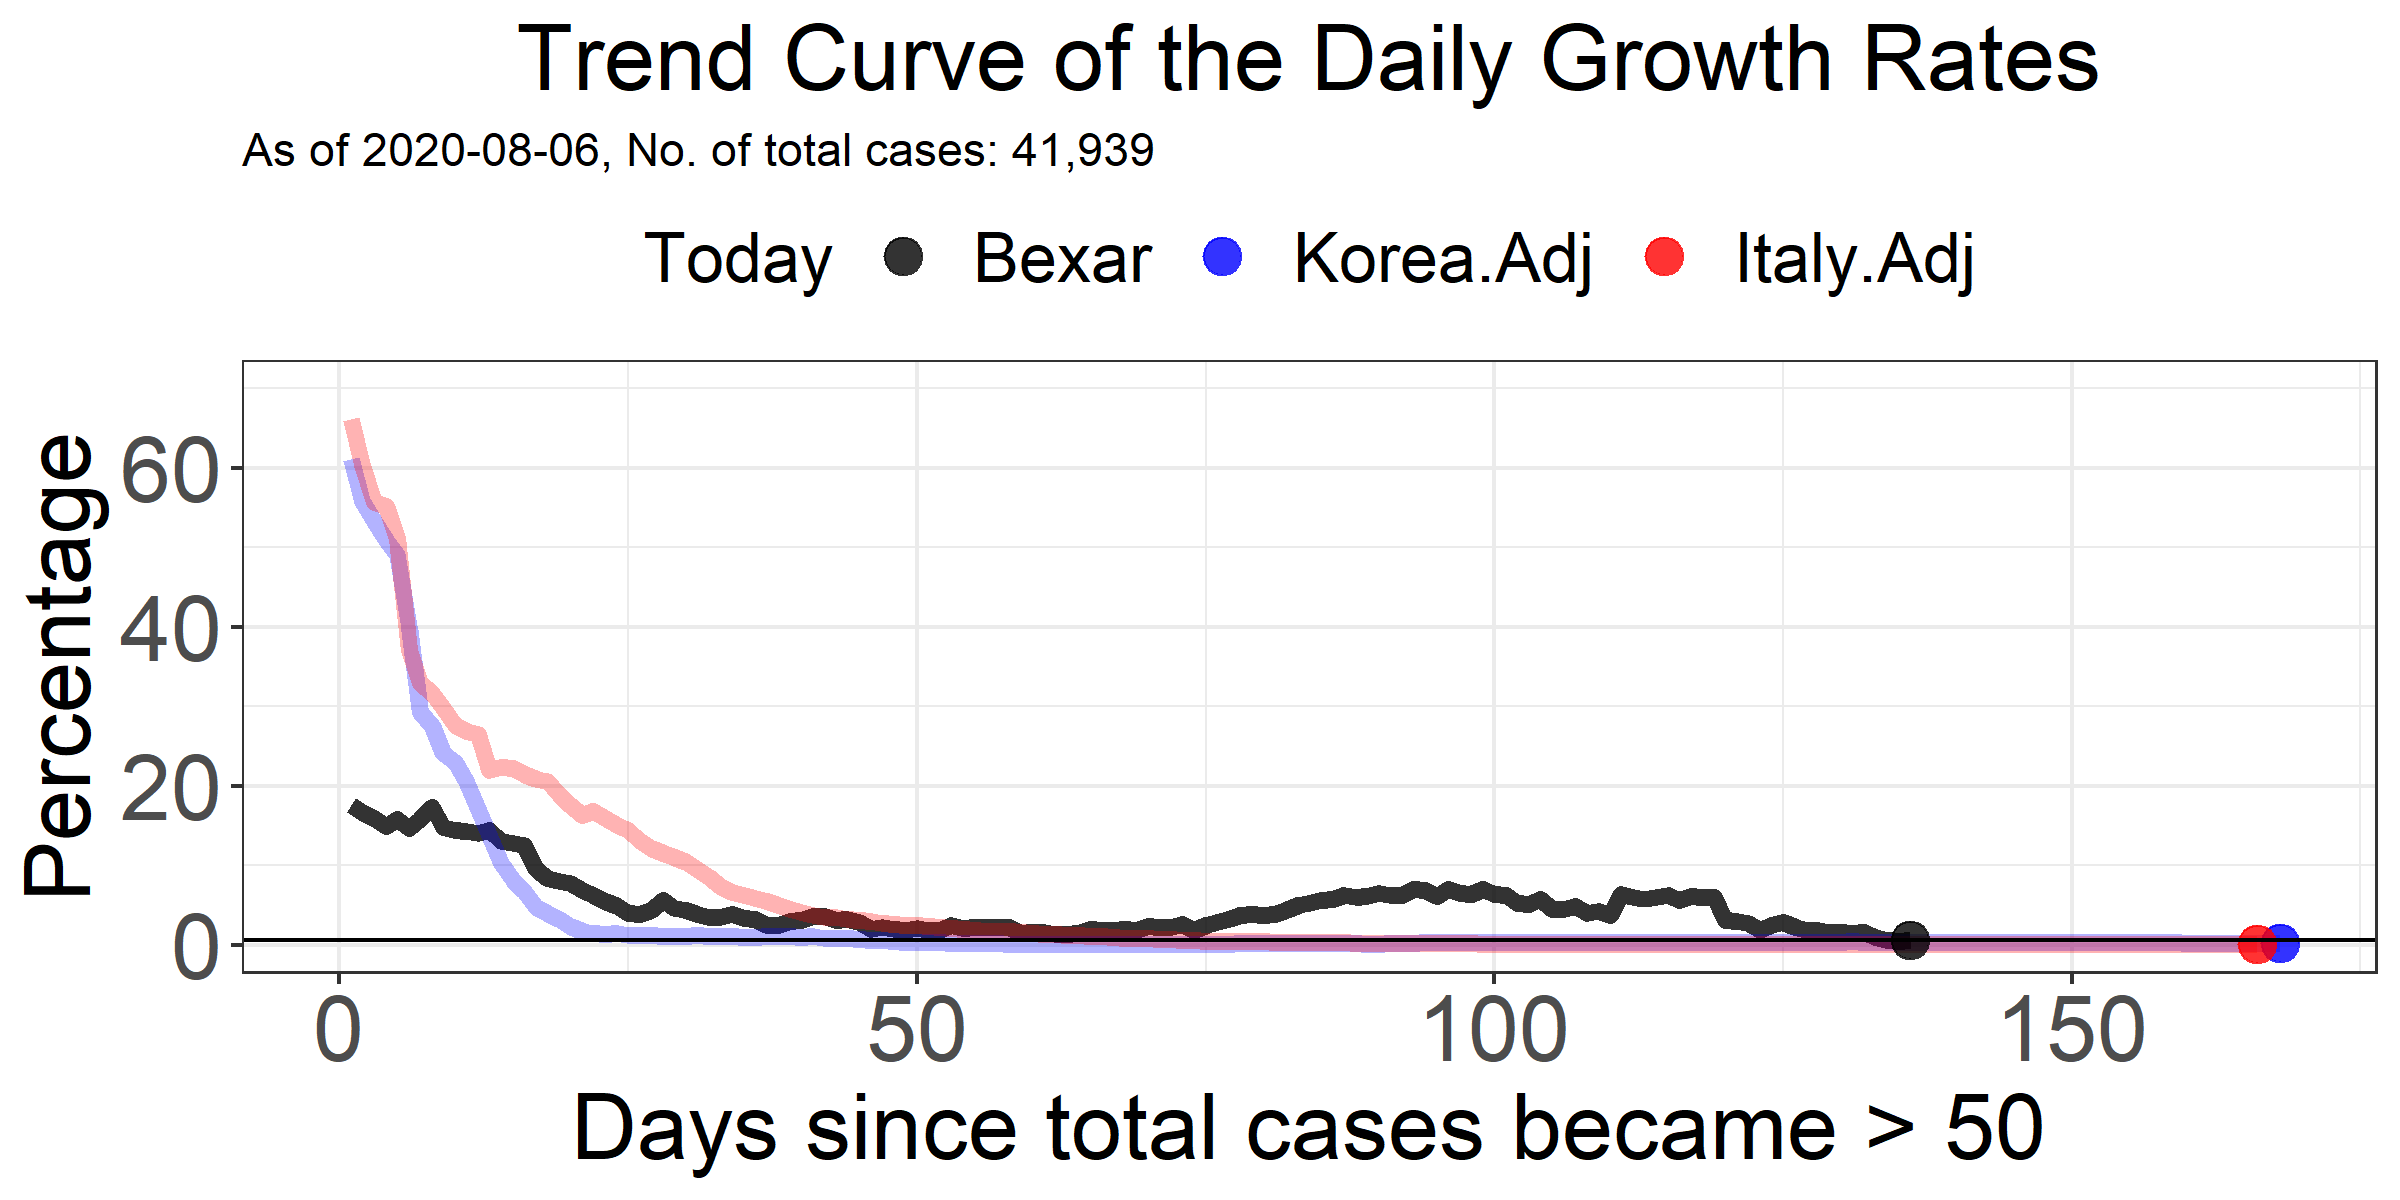 Trend Curve of the Daily Growth Rates
As of 2020-08-06, No. of total cases: 41,939
Today Bexar Korea.Adj Italy.Adj
Percentage
60
40
20
0
0 50 100 150
Days since total cases became > 50